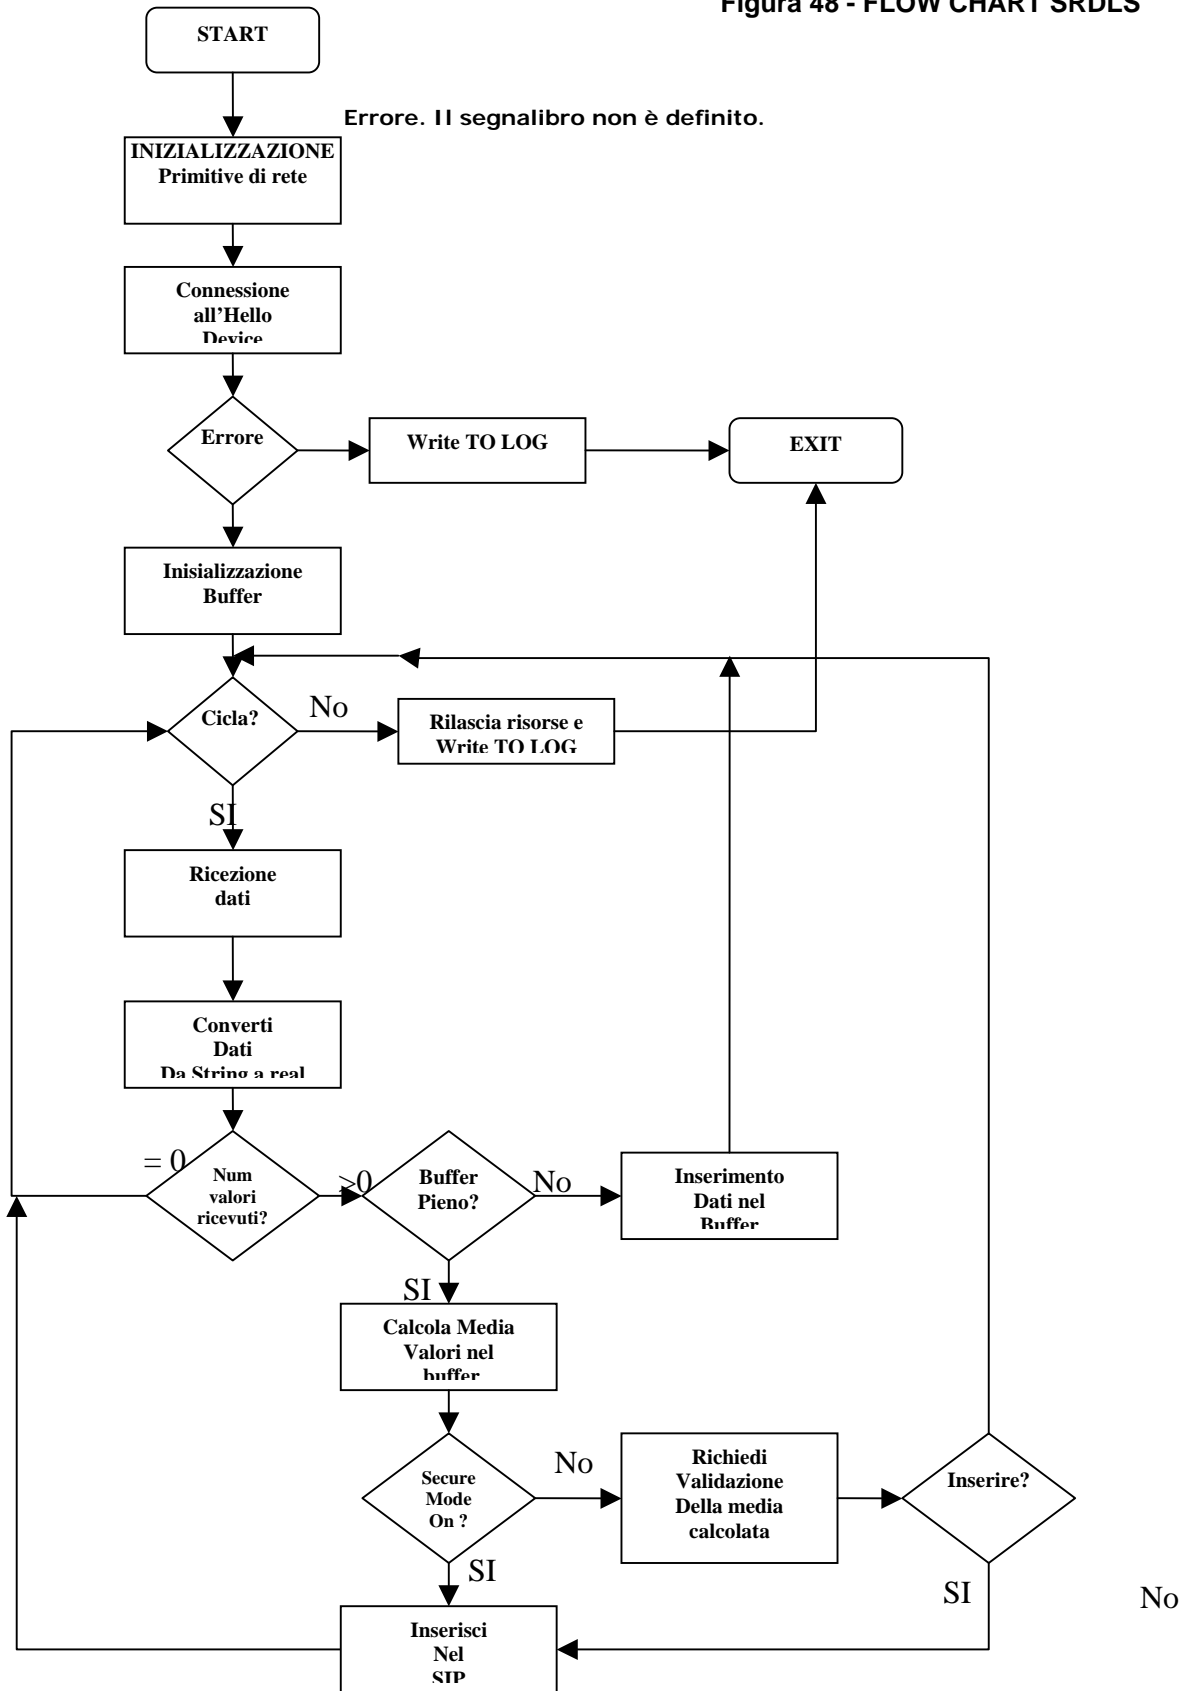 Figura 48 - FLOW CHART SRDLS
START
Errore. Il segnalibro non è definito.
INIZIALIZZAZIONE
Primitive di rete
Connessione
all'Hello
Device
Errore
Write TO LOG
EXIT
Inisializzazione
Buffer
Cicla?
No
Rilascia risorse e
Write TO LOG
SI
Ricezione
dati
Converti
Dati
Da String a real
= 0
Num
valori
ricevuti?
>0
Buffer
Pieno?
No
Inserimento
Dati nel
Buffer
SI
Calcola Media
Valori nel
buffer
Secure
Mode
On ?
No
Richiedi
Validazione
Della media
calcolata
Inserire?
SI
SI
No
Inserisci
Nel
SIP